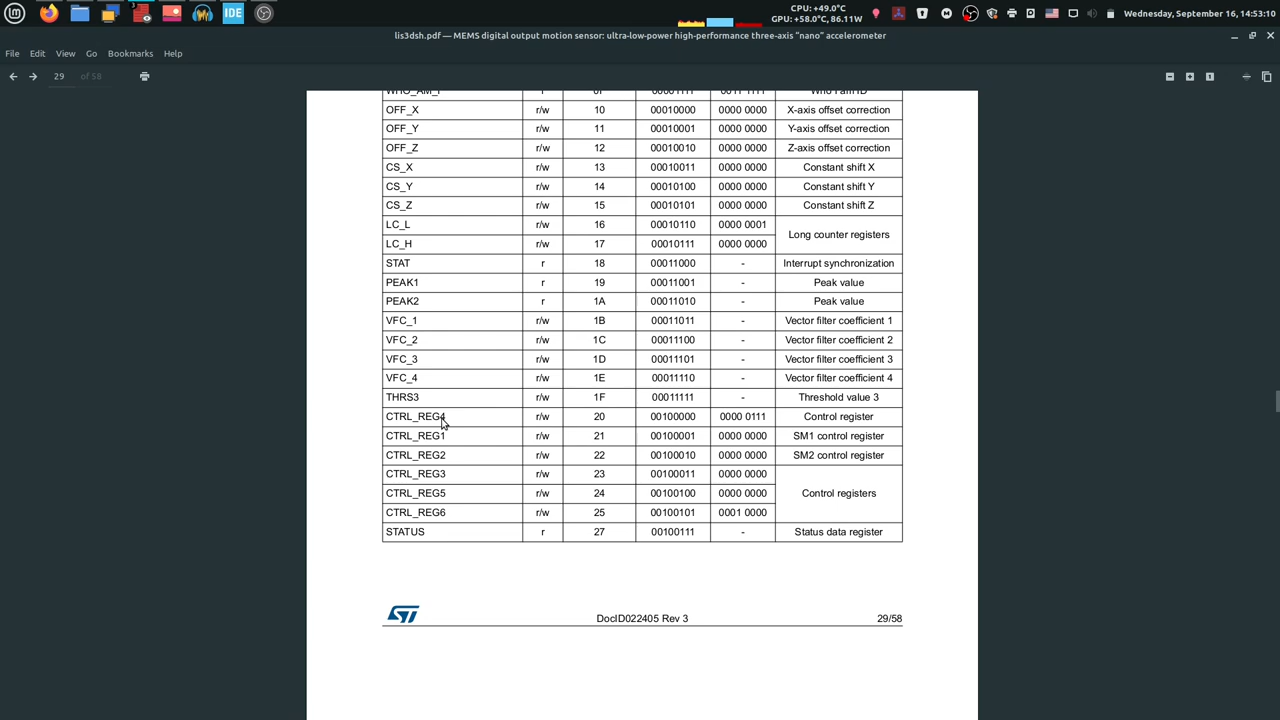 CPU: +49.0°C
GPU: +58.0°C, 86.11W
IDE
Wednesday, September 16, 14:53:10
lis3dsh.pdf — MEMS digital output motion sensor: ultra-low-power high-performance three-axis "nano" accelerometer
File Edit View Go Bookmarks Help
29 of 58
OFF_X r/w 10 00010000 0000 0000 X-axis offset correction
OFF_Y r/w 11 00010001 0000 0000 Y-axis offset correction
OFF_Z r/w 12 00010010 0000 0000 Z-axis offset correction
CS_X r/w 13 00010011 0000 0000 Constant shift X
CS_Y r/w 14 00010100 0000 0000 Constant shift Y
CS_Z r/w 15 00010101 0000 0000 Constant shift Z
LC_L r/w 16 00010110 0000 0001 Long counter registers
LC_H r/w 17 00010111 0000 0000
STAT r 18 00011000 - Interrupt synchronization
PEAK1 r 19 00011001 - Peak value
PEAK2 r 1A 00011010 - Peak value
VFC_1 r/w 1B 00011011 - Vector filter coefficient 1
VFC_2 r/w 1C 00011100 - Vector filter coefficient 2
VFC_3 r/w 1D 00011101 - Vector filter coefficient 3
VFC_4 r/w 1E 00011110 - Vector filter coefficient 4
THRS3 r/w 1F 00011111 - Threshold value 3
CTRL_REG4 r/w 20 00100000 0000 0111 Control register
CTRL_REG1 r/w 21 00100001 0000 0000 SM1 control register
CTRL_REG2 r/w 22 00100010 0000 0000 SM2 control register
CTRL_REG3 r/w 23 00100011 0000 0000
CTRL_REG5 r/w 24 00100100 0000 0000 Control registers
CTRL_REG6 r/w 25 00100101 0001 0000
STATUS r 27 00100111 - Status data register
ST DocID022405 Rev 3 29/58